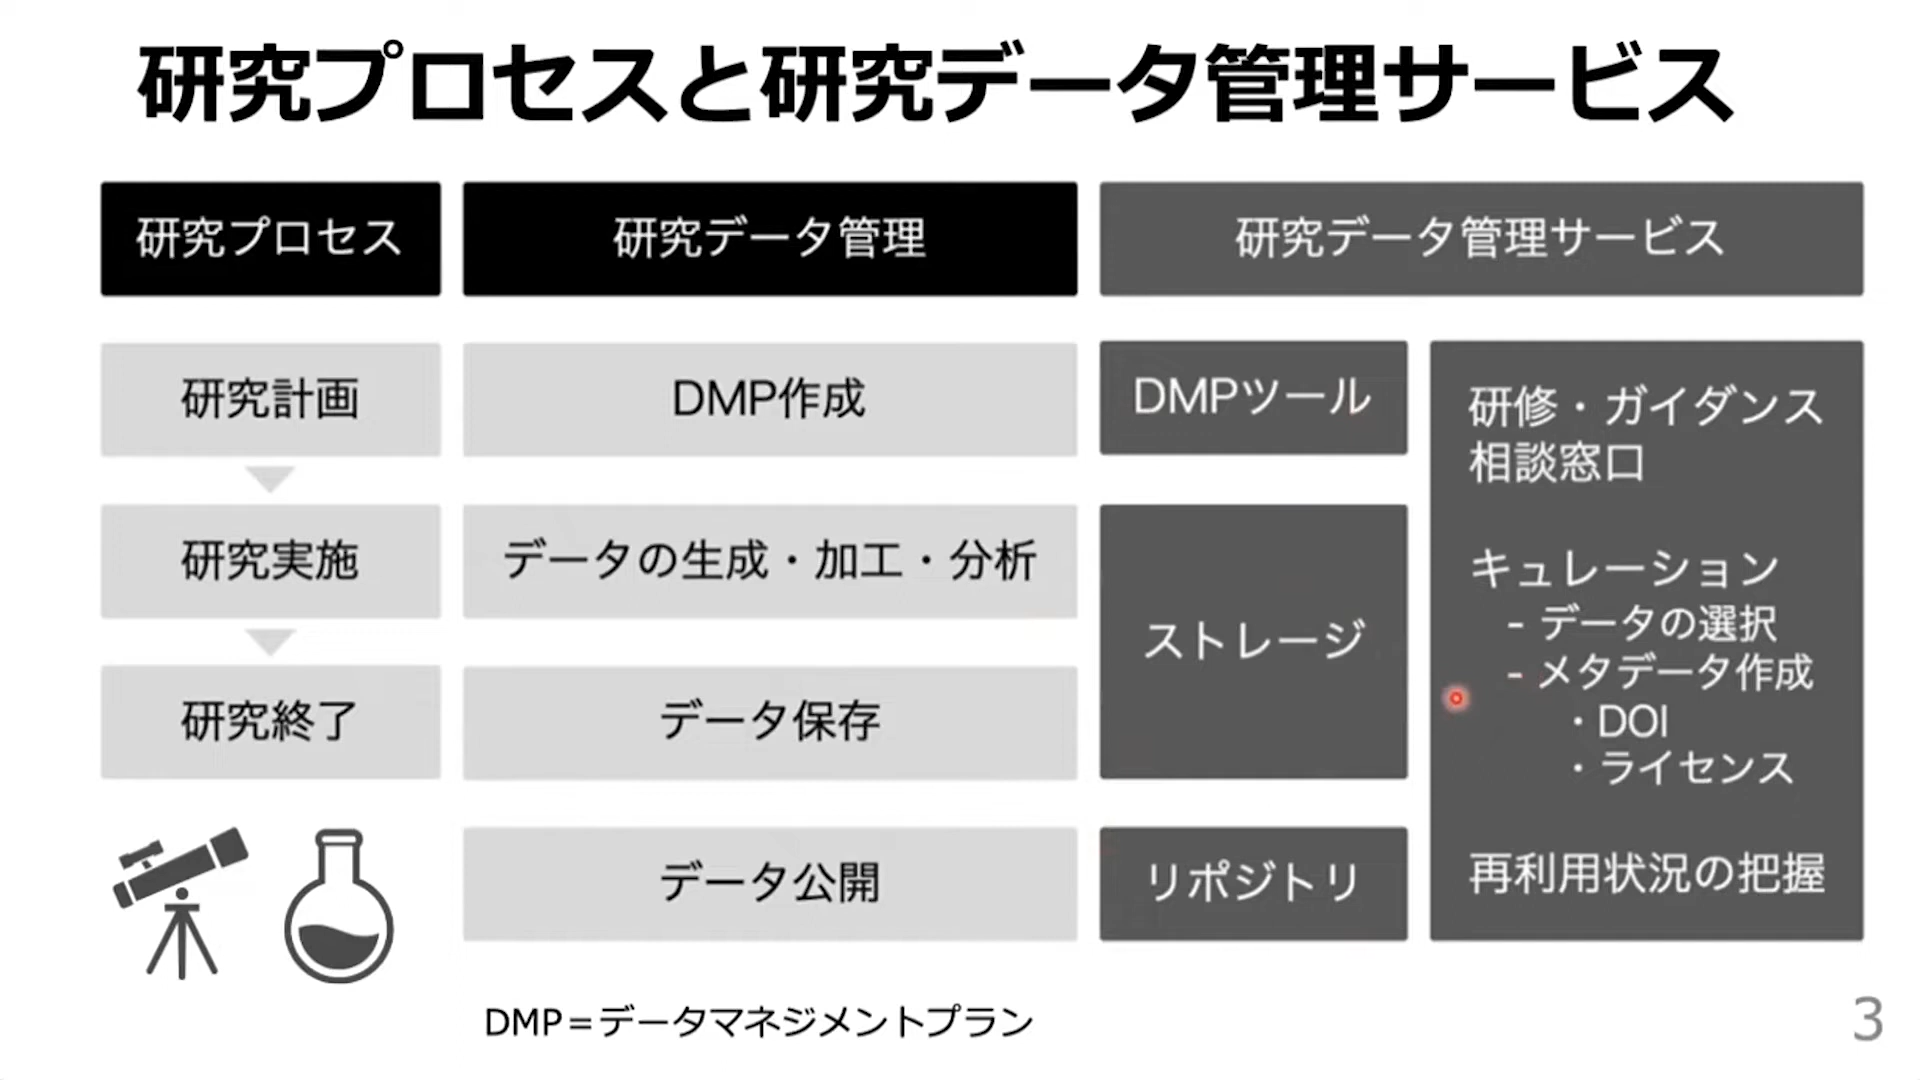 研究プロセスと研究データ管理サービス
研究プロセス
研究データ管理
研究データ管理サービス
研究計画
DMP作成
DMPツール
研究実施
データの生成・加工・分析
ストレージ
研究終了
データ保存
データ公開
リポジトリ
研修・ガイダンス
相談窓口
キュレーション
- データの選択
- メタデータ作成
・DOI
・ライセンス
再利用状況の把握
DMP＝データマネジメントプラン
3